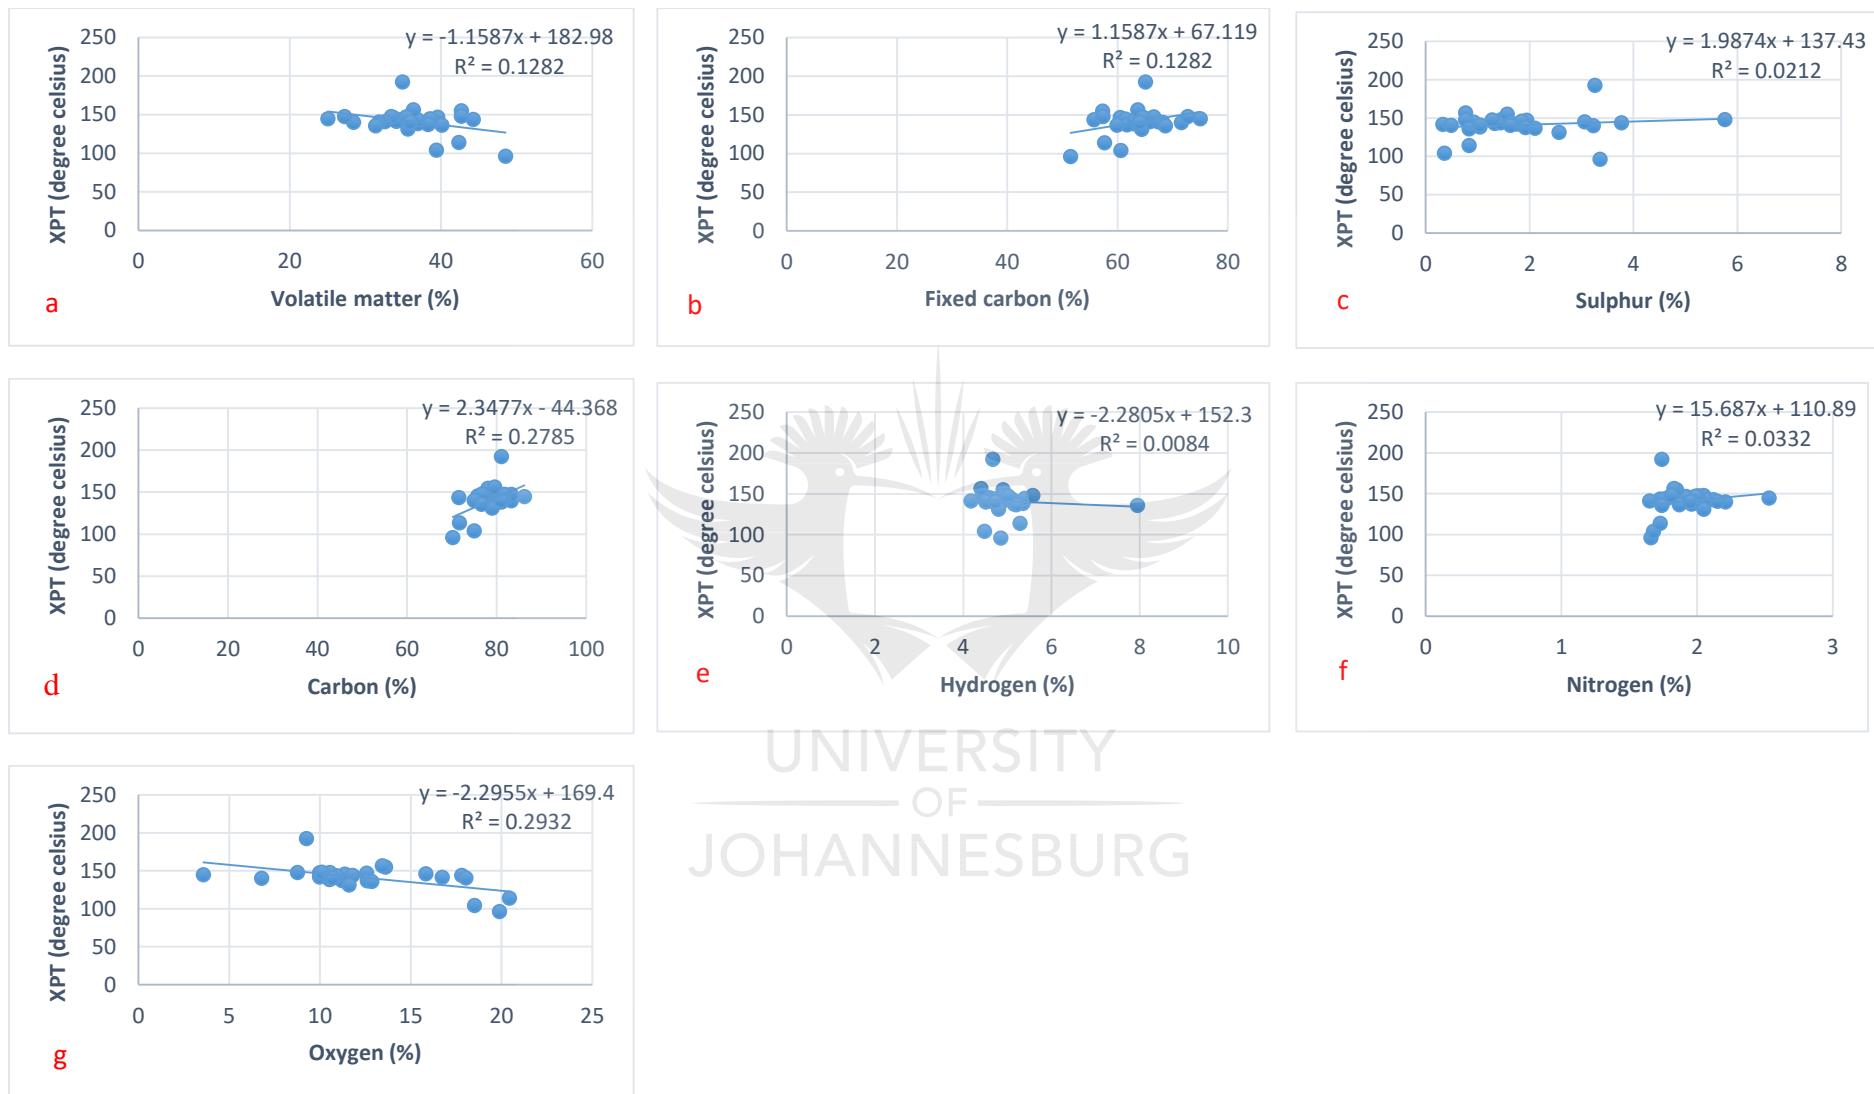 y = -1.1587x + 182.98
R² = 0.1282
XPT (degree celsius)
250
200
150
100
50
0
0 20 40 60
Volatile matter (%)
a
y = 1.1587x + 67.119
R² = 0.1282
XPT (degree celsius)
250
200
150
100
50
0
0 20 40 60 80
Fixed carbon (%)
b
y = 1.9874x + 137.43
R² = 0.0212
XPT (degree celsius)
250
200
150
100
50
0
0 2 4 6 8
Sulphur (%)
c
y = 2.3477x - 44.368
R² = 0.2785
XPT (degree celsius)
250
200
150
100
50
0
0 20 40 60 80 100
Carbon (%)
d
y = -2.2805x + 152.3
R² = 0.0084
XPT (degree celsius)
250
200
150
100
50
0
0 2 4 6 8 10
Hydrogen (%)
e
y = 15.687x + 110.89
R² = 0.0332
XPT (degree celsius)
250
200
150
100
50
0
0 1 2 3
Nitrogen (%)
f
y = -2.2955x + 169.4
R² = 0.2932
XPT (degree celsius)
250
200
150
100
50
0
0 5 10 15 20 25
Oxygen (%)
g
UNIVERSITY
OF
JOHANNESBURG